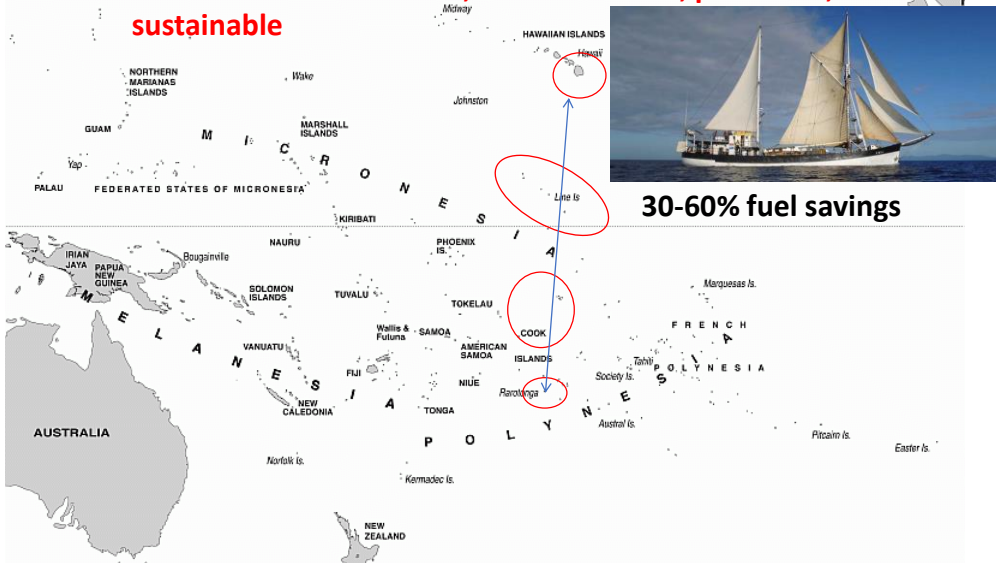 sustainable
Midway
HAWAIIAN ISLANDS
Hawaii
NORTHERN
MARIANAS
ISLANDS
Wake
Johnston
GUAM
MARSHALL
ISLANDS
M I C R O N E S I A
Yap
PALAU
FEDERATED STATES OF MICRONESIA
Line Is
30-60% fuel savings
KIRIBATI
NAURU
PHOENIX
IS.
IRIAN
JAYA
PAPUA
NEW
GUINEA
Bougainville
SOLOMON
ISLANDS
TUVALU
TOKELAU
Marquesas Is.
M E L A N E S I A
Wallis &
Futuna
SAMOA
COOK
ISLANDS
FRENCH
POLYNESIA
VANUATU
AMERICAN
SAMOA
Tahiti
FIJI
NIUE
Society Is.
Rarotonga
NEW
CALEDONIA
TONGA
P O L Y N E S I A
Austral Is.
AUSTRALIA
Pitcairn Is.
Easter Is.
Norfolk Is.
Kermadec Is.
NEW
ZEALAND